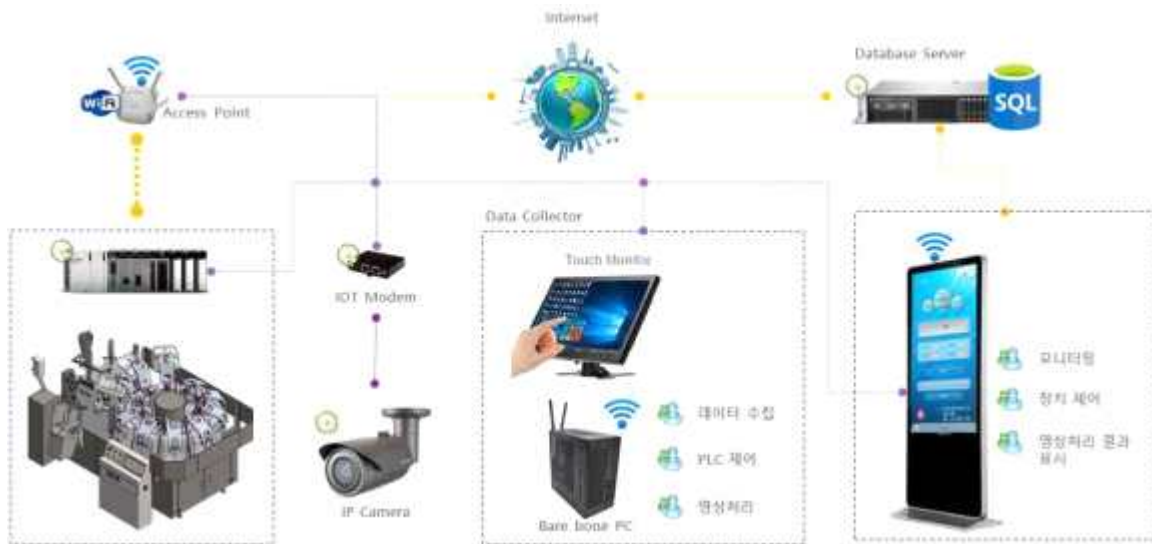 Internet
Database Server
WiFi
Access Point
SQL
Data Collector
Touch Monitor
IOT Modem
모니터링
장치 제어
데이터 수집
영상처리 결과
표시
PLC 제어
영상처리
IP Camera
Bare bone PC